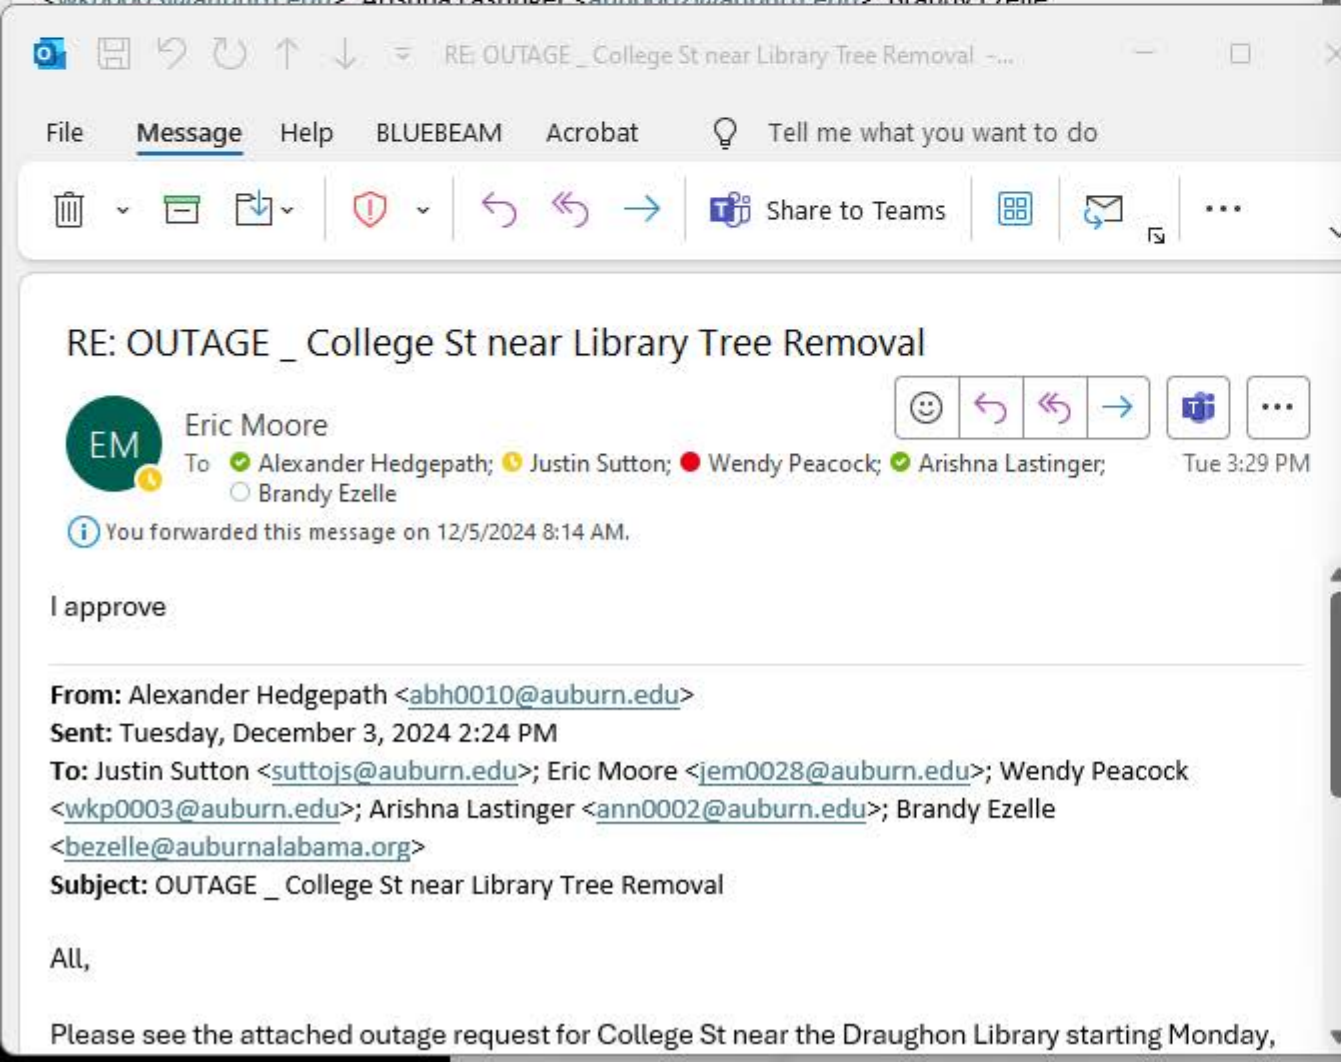 RE: OUTAGE _ College St near Library Tree Removal -...
File Message Help BLUEBEAM Acrobat Tell me what you want to do
Share to Teams
RE: OUTAGE _ College St near Library Tree Removal
EM
Eric Moore
To Alexander Hedgepath; Justin Sutton; Wendy Peacock; Arishna Lastinger; Tue 3:29 PM
Brandy Ezelle
You forwarded this message on 12/5/2024 8:14 AM.
I approve
From: Alexander Hedgepath <abh0010@auburn.edu>
Sent: Tuesday, December 3, 2024 2:24 PM
To: Justin Sutton <suttojs@auburn.edu>; Eric Moore <jem0028@auburn.edu>; Wendy Peacock
<wkp0003@auburn.edu>; Arishna Lastinger <ann0002@auburn.edu>; Brandy Ezelle
<bezelle@auburnalabama.org>
Subject: OUTAGE _ College St near Library Tree Removal
All,
Please see the attached outage request for College St near the Draughon Library starting Monday,